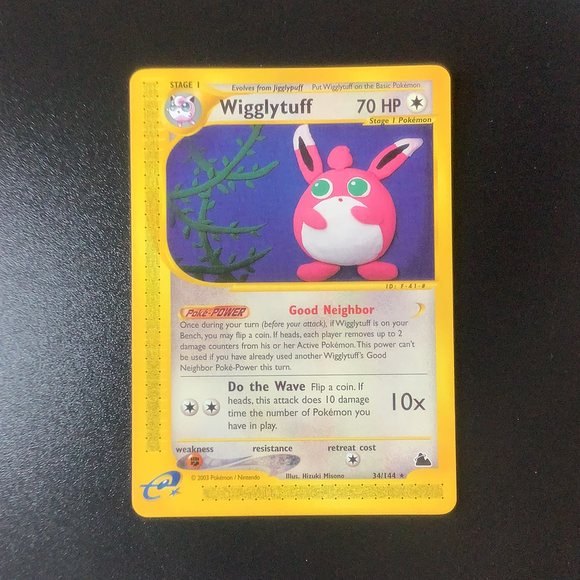 STAGE 1
Evolves from Jigglypuff Put Wigglytuff on the Basic Pokémon.
Wigglytuff 70 HP
Stage 1 Pokémon
ID: F-41-#
Poké-POWER Good Neighbor
Once during your turn (before your attack), if Wigglytuff is on your
Bench, you may flip a coin. If heads, each player removes up to 2
damage counters from his or her Active Pokémon. This power can't
be used if you have already used another Wigglytuff's Good
Neighbor Poké-Power this turn.
Do the Wave Flip a coin. If
heads, this attack does 10 damage
time the number of Pokémon you
have in play.
10x
weakness resistance retreat cost
Illus. Hizuki Misono 34/144 ★
© 2003 Pokémon / Nintendo
e